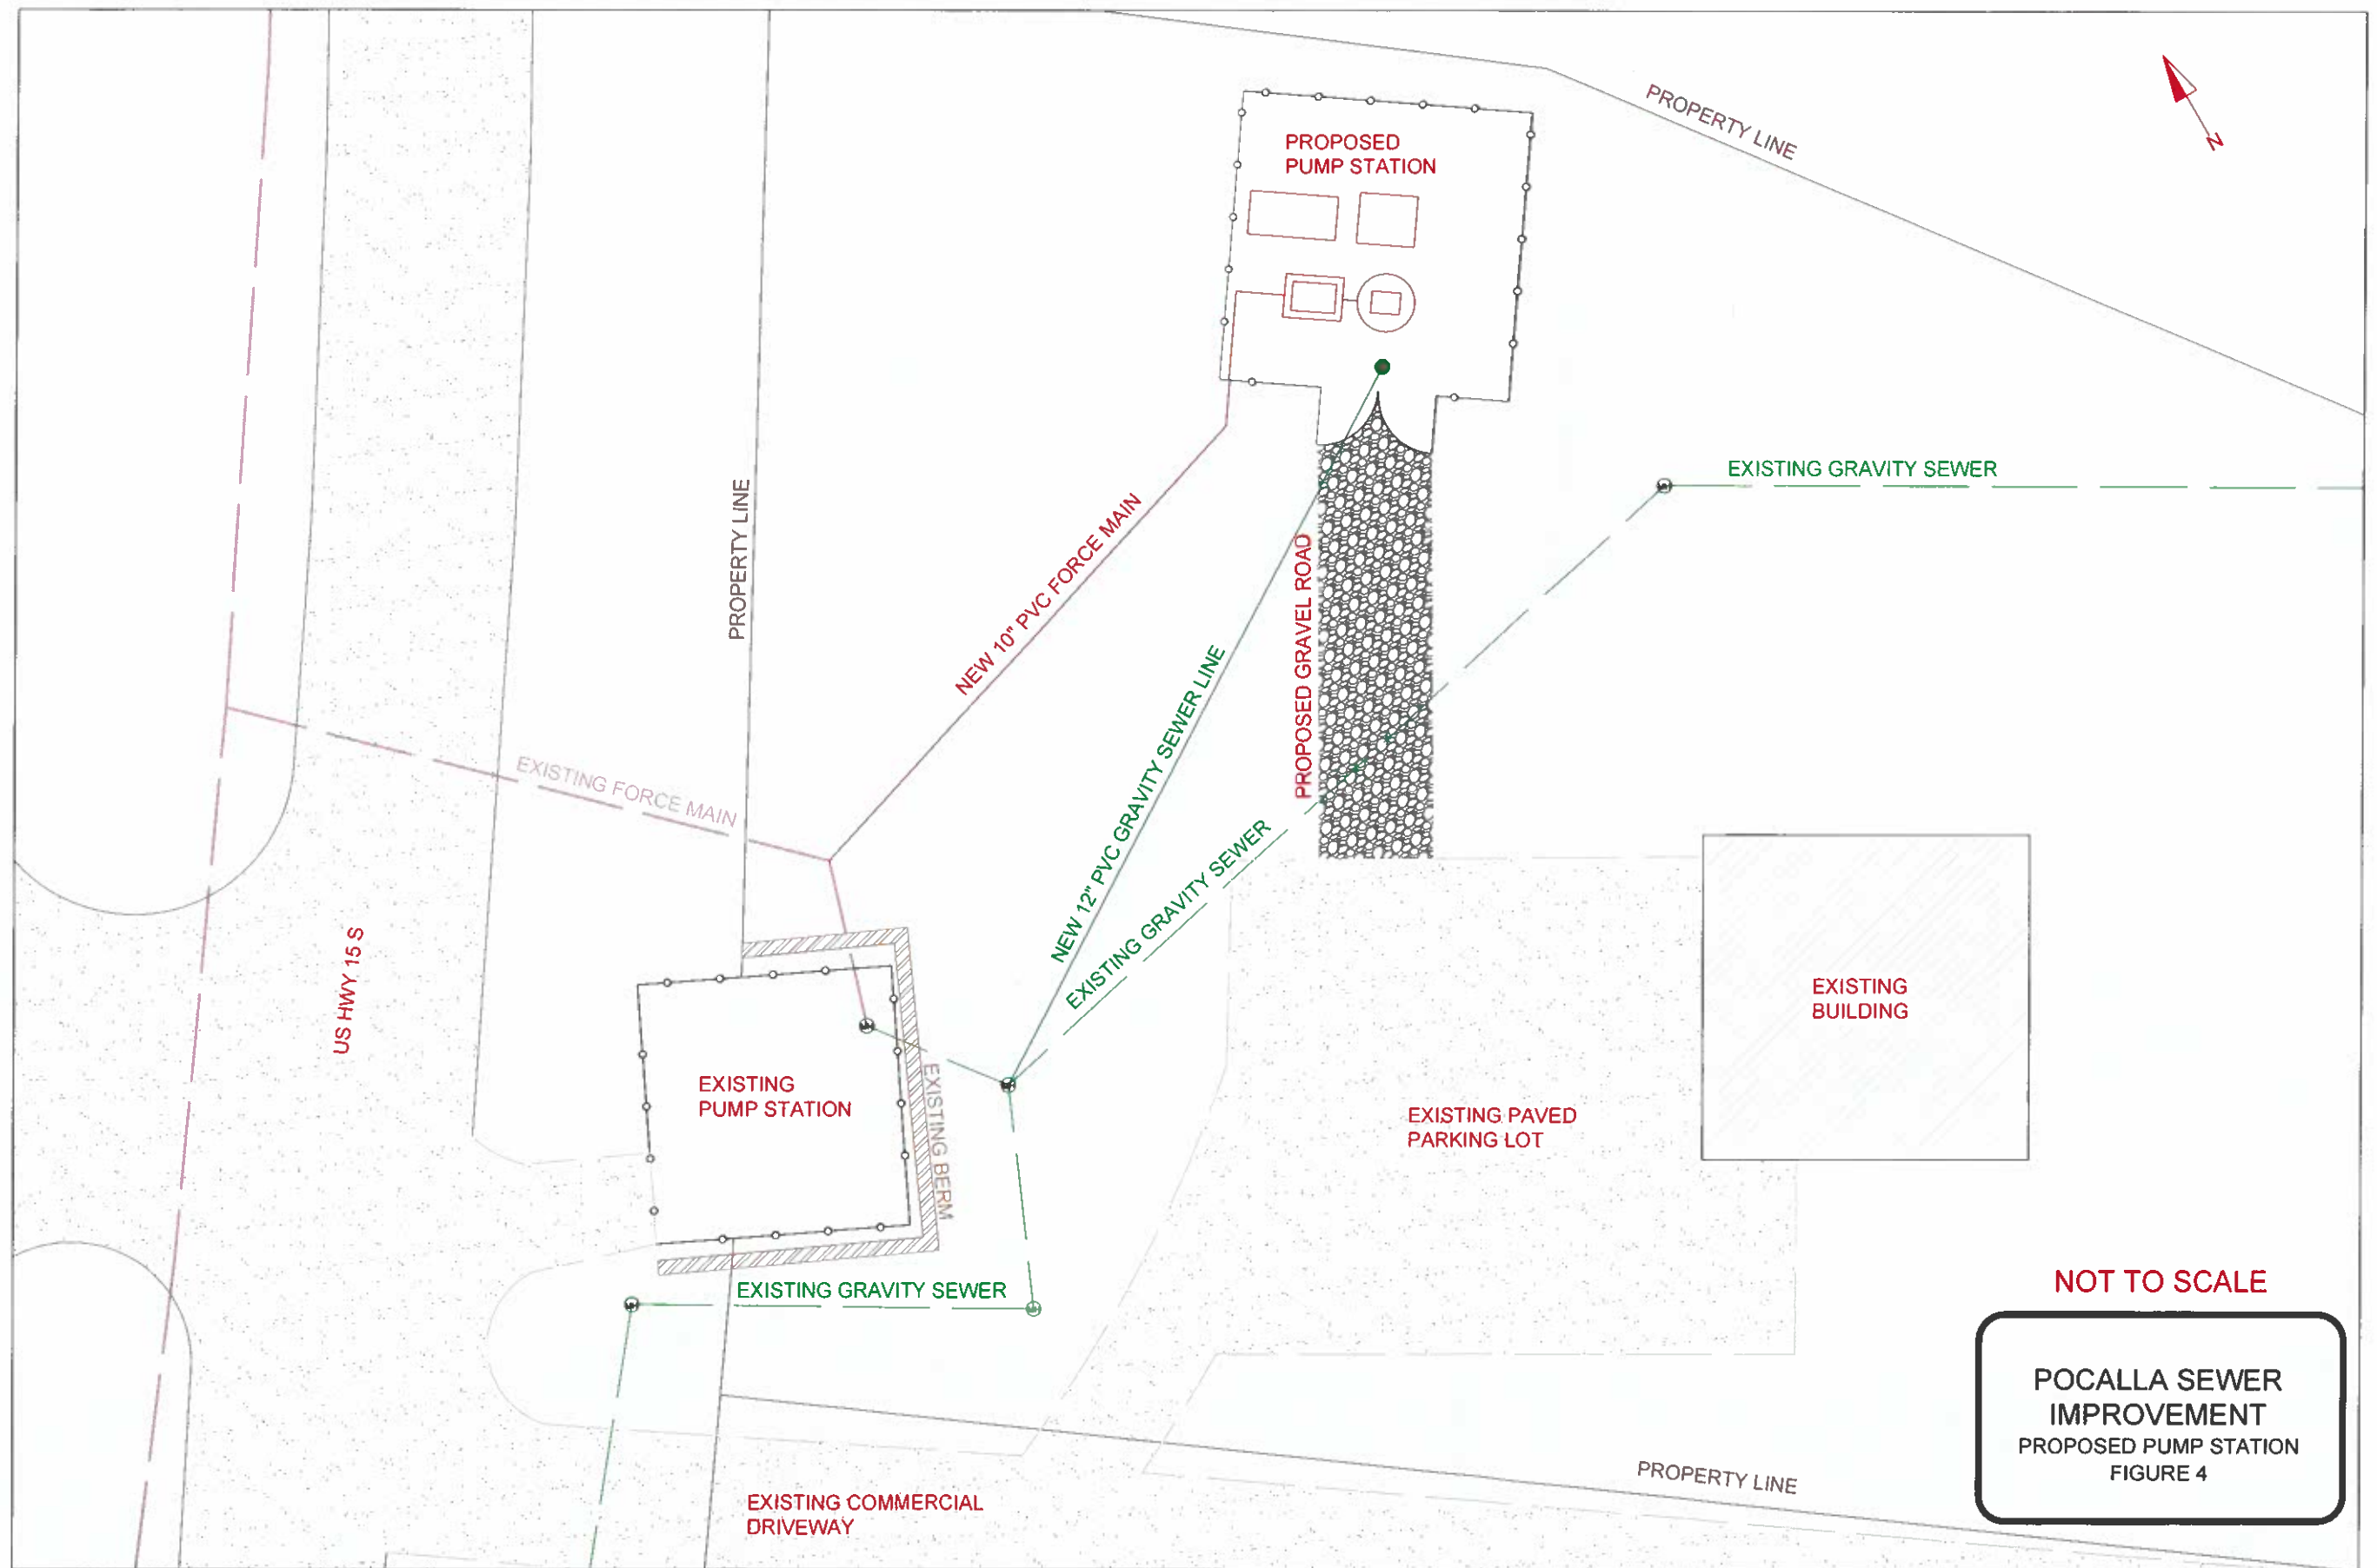 PROPERTY LINE
N
PROPOSED
PUMP STATION
EXISTING GRAVITY SEWER
PROPERTY LINE
NEW 10" PVC FORCE MAIN
PROPOSED GRAVEL ROAD
NEW 12" PVC GRAVITY SEWER LINE
EXISTING FORCE MAIN
EXISTING GRAVITY SEWER
US HWY 15 S
EXISTING
BUILDING
EXISTING
PUMP STATION
EXISTING BERM
EXISTING PAVED
PARKING LOT
EXISTING GRAVITY SEWER
NOT TO SCALE
POCALLA SEWER
IMPROVEMENT
PROPOSED PUMP STATION
FIGURE 4
PROPERTY LINE
EXISTING COMMERCIAL
DRIVEWAY